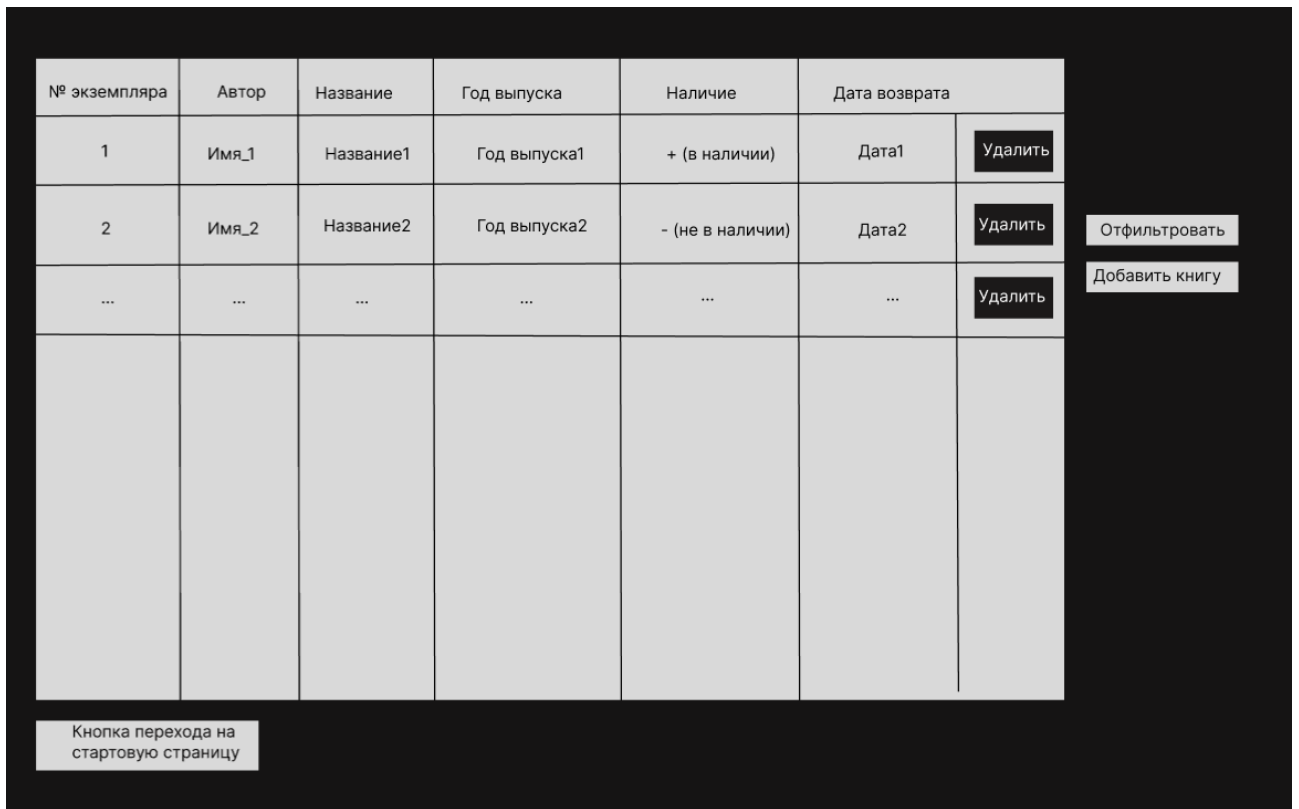 № экземпляра Автор Название Год выпуска Наличие Дата возврата
1 Имя_1 Название1 Год выпуска1 + (в наличии) Дата1 Удалить
2 Имя_2 Название2 Год выпуска2 - (не в наличии) Дата2 Удалить
... ... ... ... ... ... Удалить
Отфильтровать
Добавить книгу
Кнопка перехода на
стартовую страницу